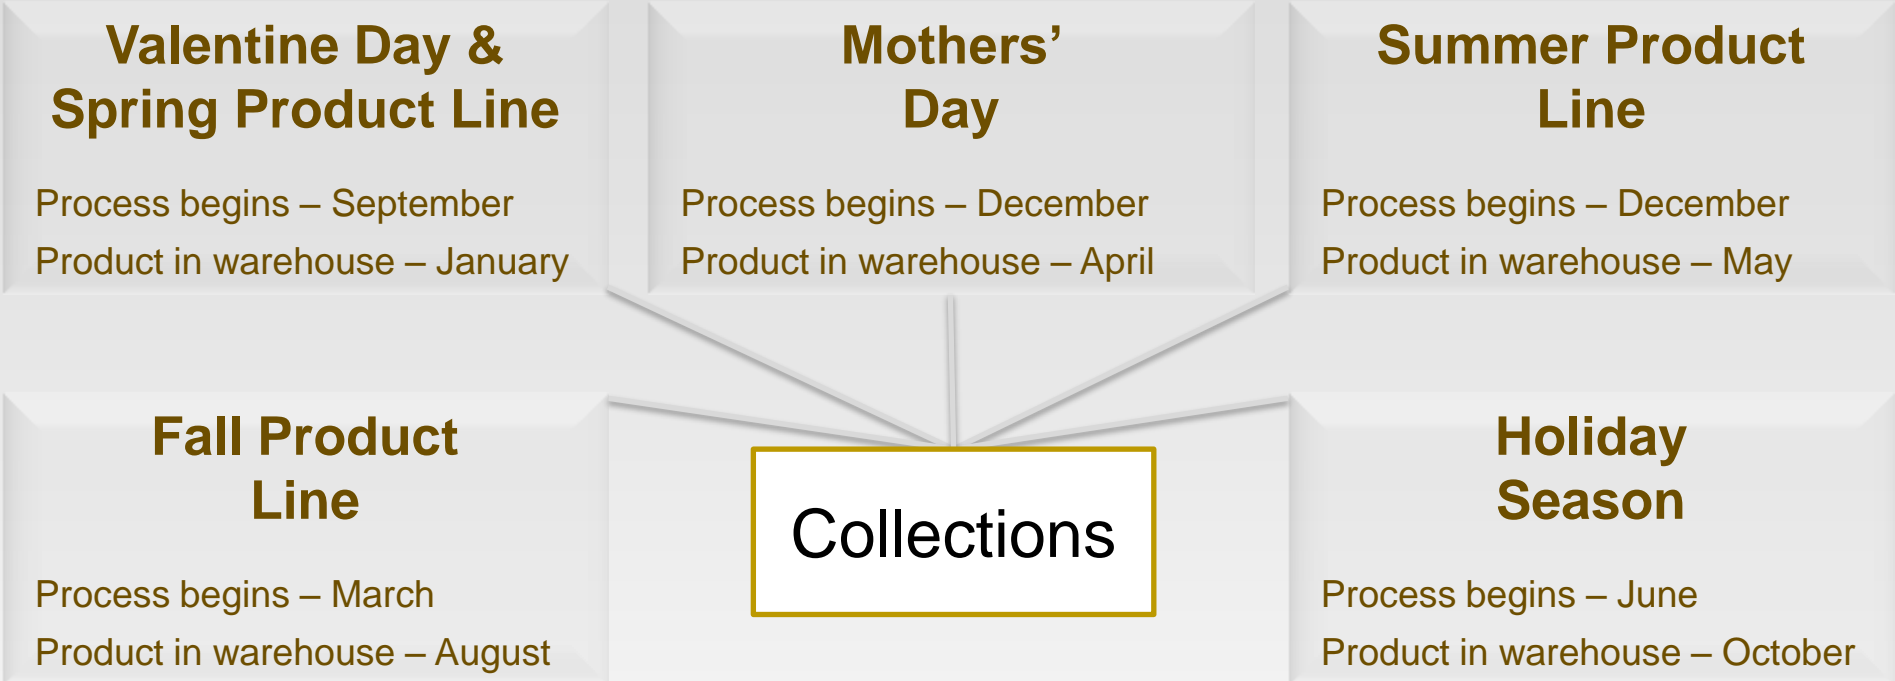 Valentine Day &
Spring Product Line
Process begins – September
Product in warehouse – January
Mothers’
Day
Process begins – December
Product in warehouse – April
Summer Product
Line
Process begins – December
Product in warehouse – May
Fall Product
Line
Process begins – March
Product in warehouse – August
Collections
Holiday
Season
Process begins – June
Product in warehouse – October